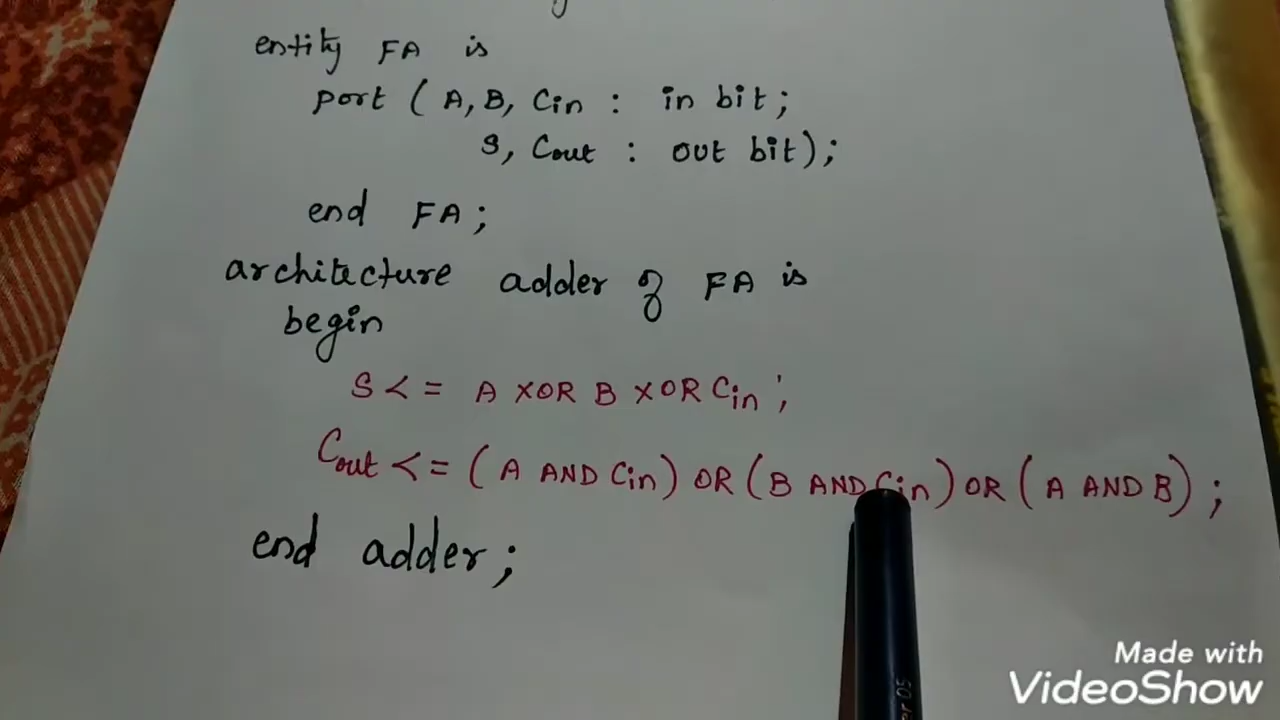 entity FA is
port ( A, B, Cin : in bit;
S, Cout : out bit);
end FA;
architecture adder of FA is
begin
S <= A XOR B XOR Cin ;
Cout <= ( A AND Cin) OR ( B AND Cin) OR ( A AND B) ;
end adder;
Made with
VideoShow